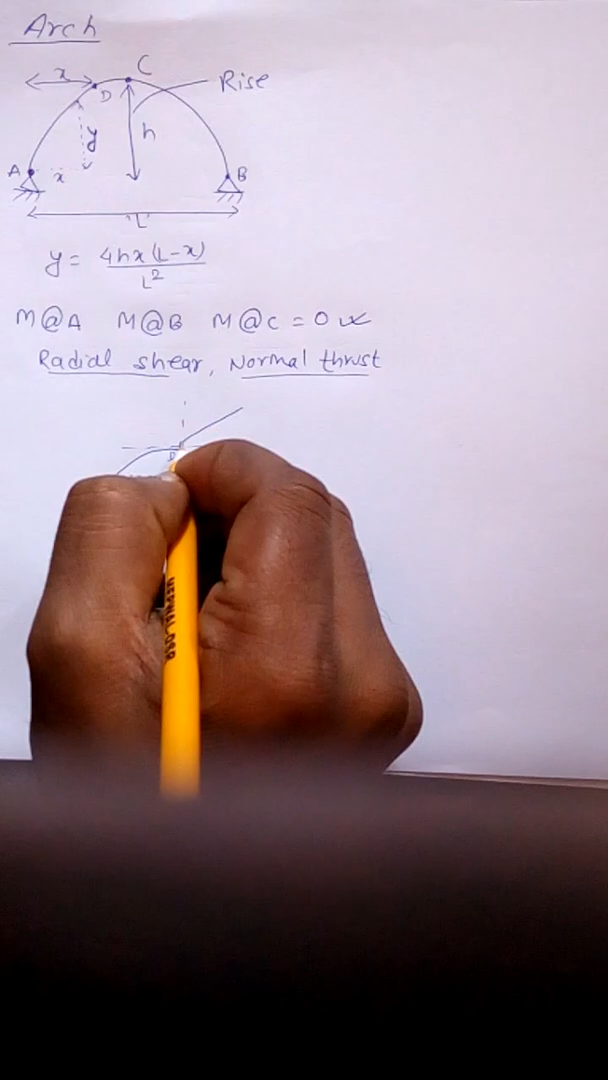 Arch
C
x
D
Rise
y
h
A
x
B
"L"
y = 4hx(L-x) / L²
M@A M@B M@C = 0
Radial shear, Normal thrust
D